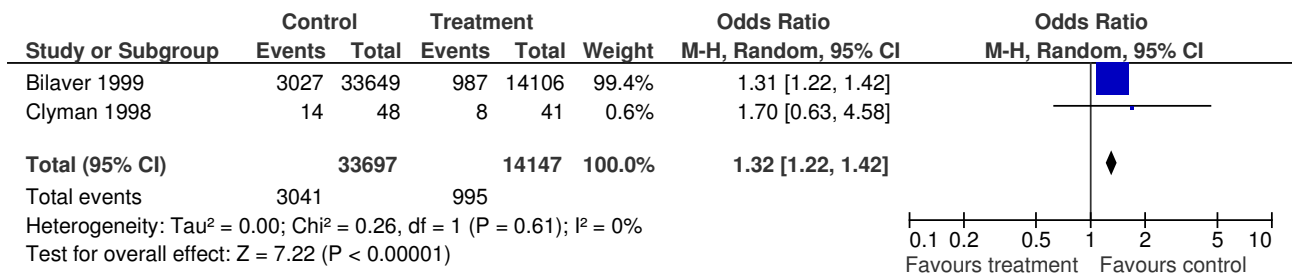 Control Treatment Odds Ratio Odds Ratio
Study or Subgroup Events Total Events Total Weight M-H, Random, 95% CI M-H, Random, 95% CI
Bilaver 1999 3027 33649 987 14106 99.4% 1.31 [1.22, 1.42]
Clyman 1998 14 48 8 41 0.6% 1.70 [0.63, 4.58]
Total (95% CI) 33697 14147 100.0% 1.32 [1.22, 1.42]
Total events 3041 995
Heterogeneity: Tau² = 0.00; Chi² = 0.26, df = 1 (P = 0.61); I² = 0%
Test for overall effect: Z = 7.22 (P < 0.00001)
0.1 0.2 0.5 1 2 5 10
Favours treatment Favours control